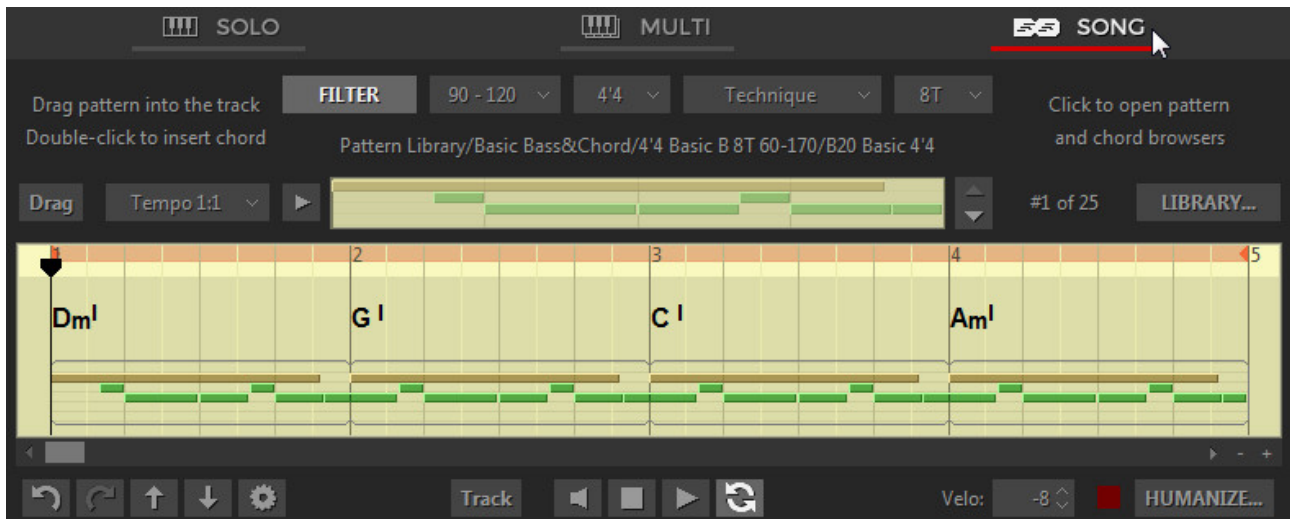 SOLO
MULTI
SONG
Drag pattern into the track
Double-click to insert chord
FILTER
90 - 120
4'4
Technique
8T
Click to open pattern
and chord browsers
Pattern Library/Basic Bass&Chord/4'4 Basic B 8T 60-170/B20 Basic 4'4
Drag
Tempo 1:1
#1 of 25
LIBRARY...
1 2 3 4 5
Dm I G I C I Am I
- +
Track
Velo:
-8
HUMANIZE...